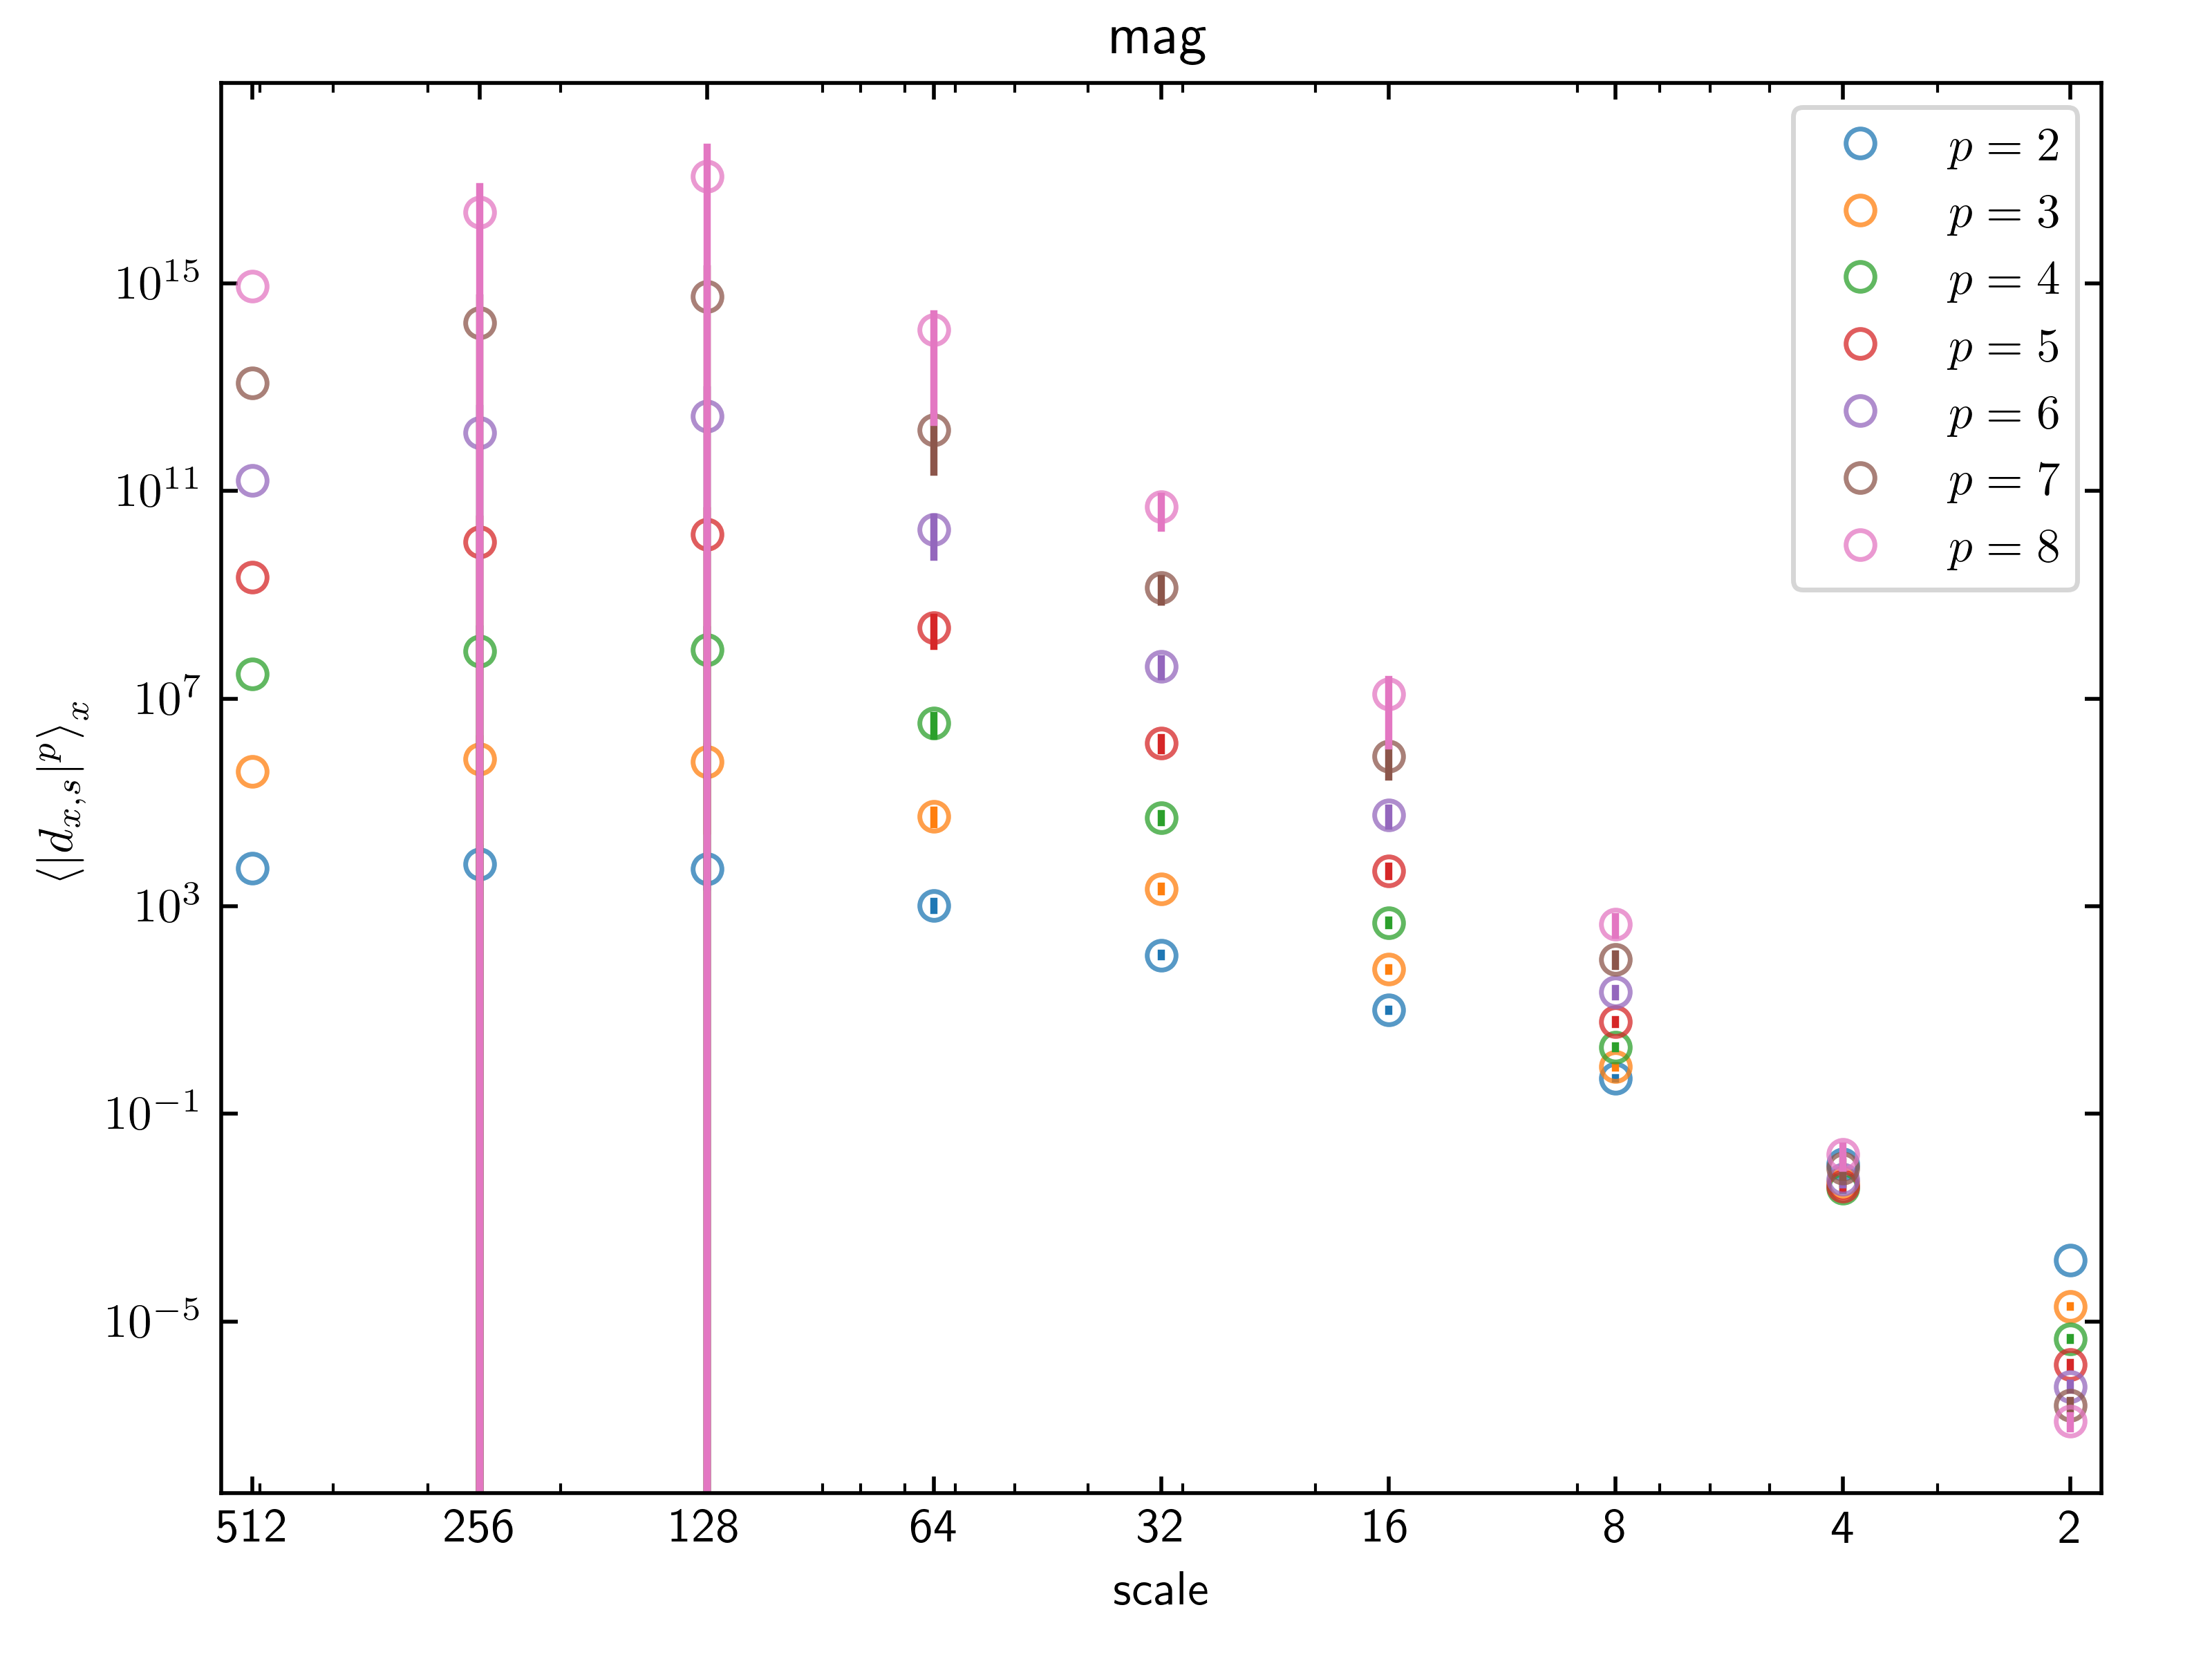 mag
p = 2
p = 3
p = 4
p = 5
p = 6
p = 7
p = 8
10^{15}
10^{11}
10^{7}
10^{3}
10^{-1}
10^{-5}
⟨|d_{x,s}|^p⟩_x
512 256 128 64 32 16 8 4 2
scale